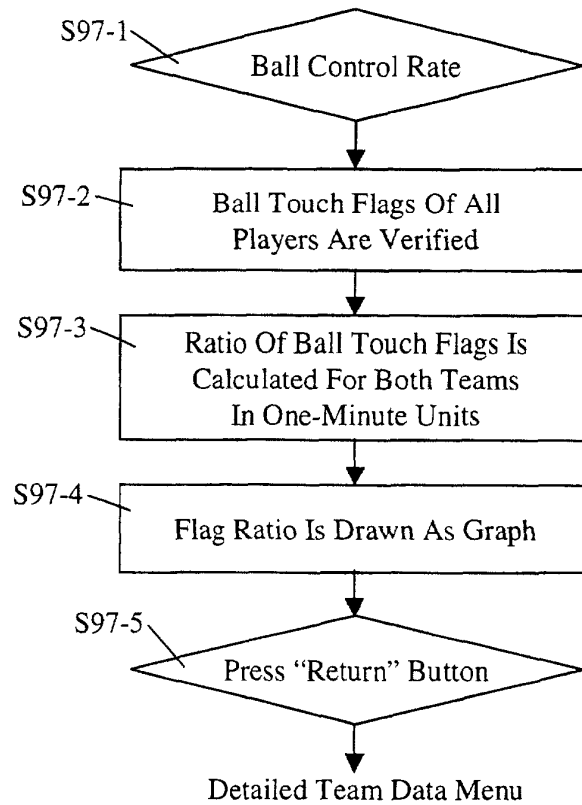 S97-1
Ball Control Rate
S97-2
Ball Touch Flags Of All
Players Are Verified
S97-3
Ratio Of Ball Touch Flags Is
Calculated For Both Teams
In One-Minute Units
S97-4
Flag Ratio Is Drawn As Graph
S97-5
Press “Return” Button
Detailed Team Data Menu